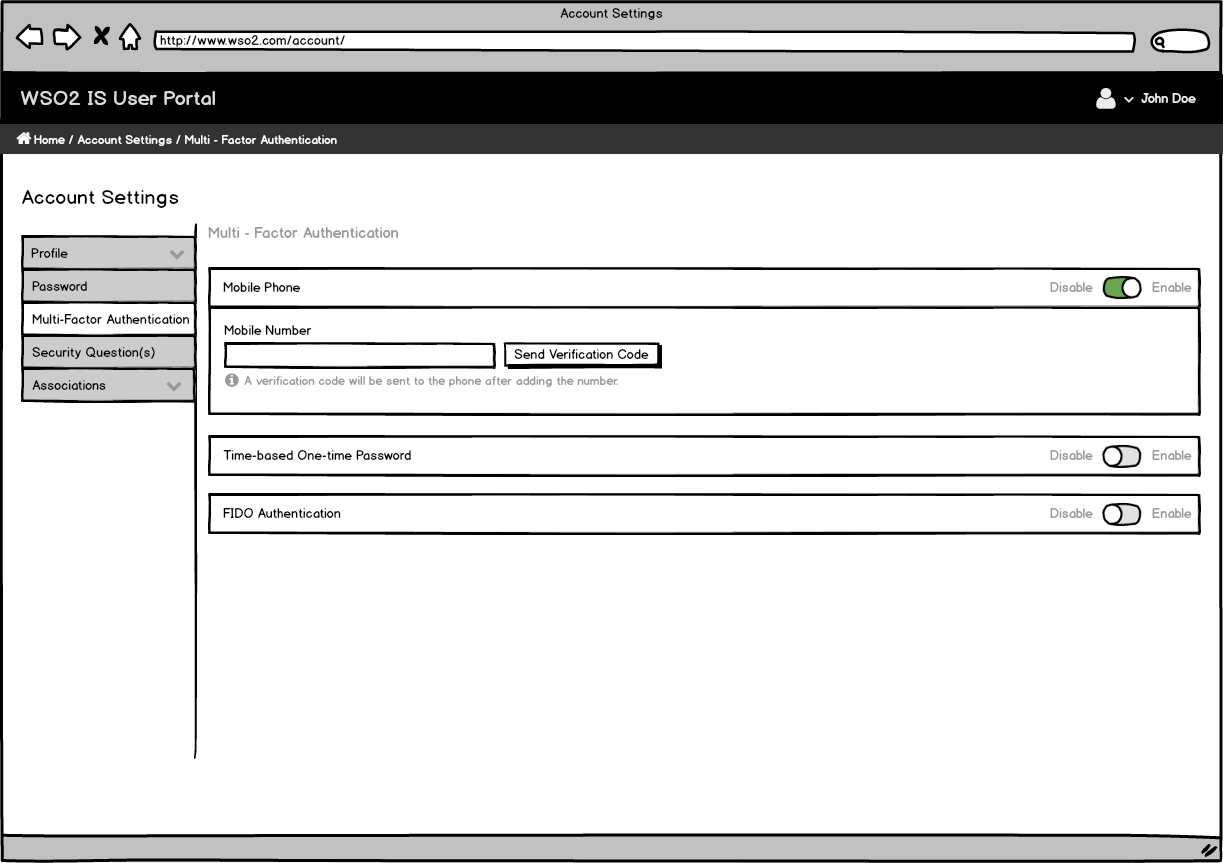 Account Settings
http://www.wso2.com/account/
WSO2 IS User Portal
John Doe
Home / Account Settings / Multi - Factor Authentication
Account Settings
Profile
Password
Multi-Factor Authentication
Security Question(s)
Associations
Multi - Factor Authentication
Mobile Phone
Disable
Enable
Mobile Number
Send Verification Code
A verification code will be sent to the phone after adding the number.
Time-based One-time Password
Disable
Enable
FIDO Authentication
Disable
Enable